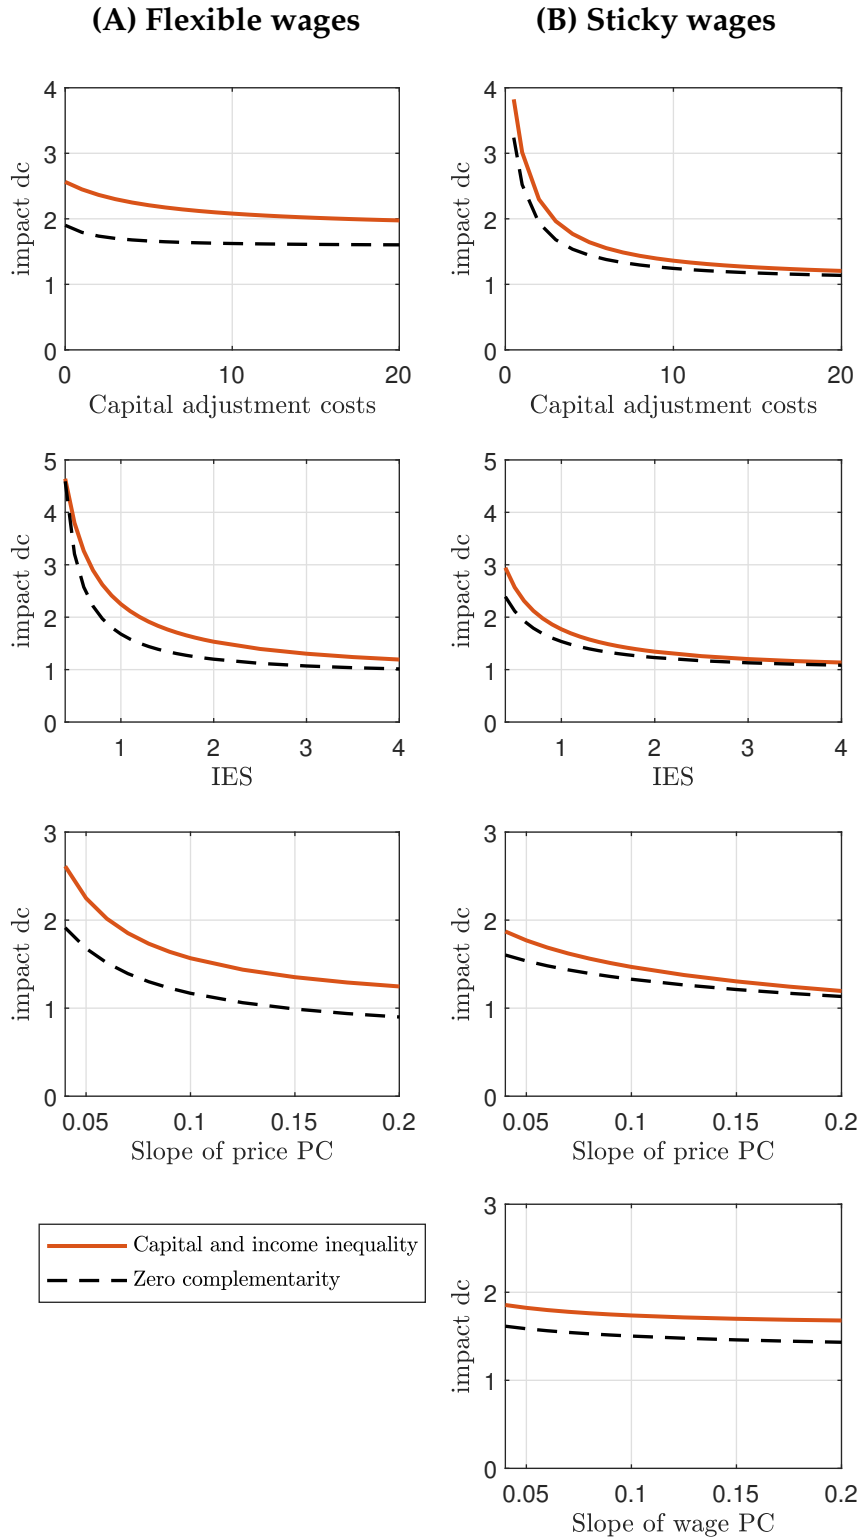 (A) Flexible wages
(B) Sticky wages
4
3
2
1
0
impact dc
0 10 20
Capital adjustment costs
4
3
2
1
0
impact dc
0 10 20
Capital adjustment costs
5
4
3
2
1
0
impact dc
1 2 3 4
IES
5
4
3
2
1
0
impact dc
1 2 3 4
IES
3
2
1
0
impact dc
0.05 0.1 0.15 0.2
Slope of price PC
3
2
1
0
impact dc
0.05 0.1 0.15 0.2
Slope of price PC
Capital and income inequality
Zero complementarity
3
2
1
0
impact dc
0.05 0.1 0.15 0.2
Slope of wage PC